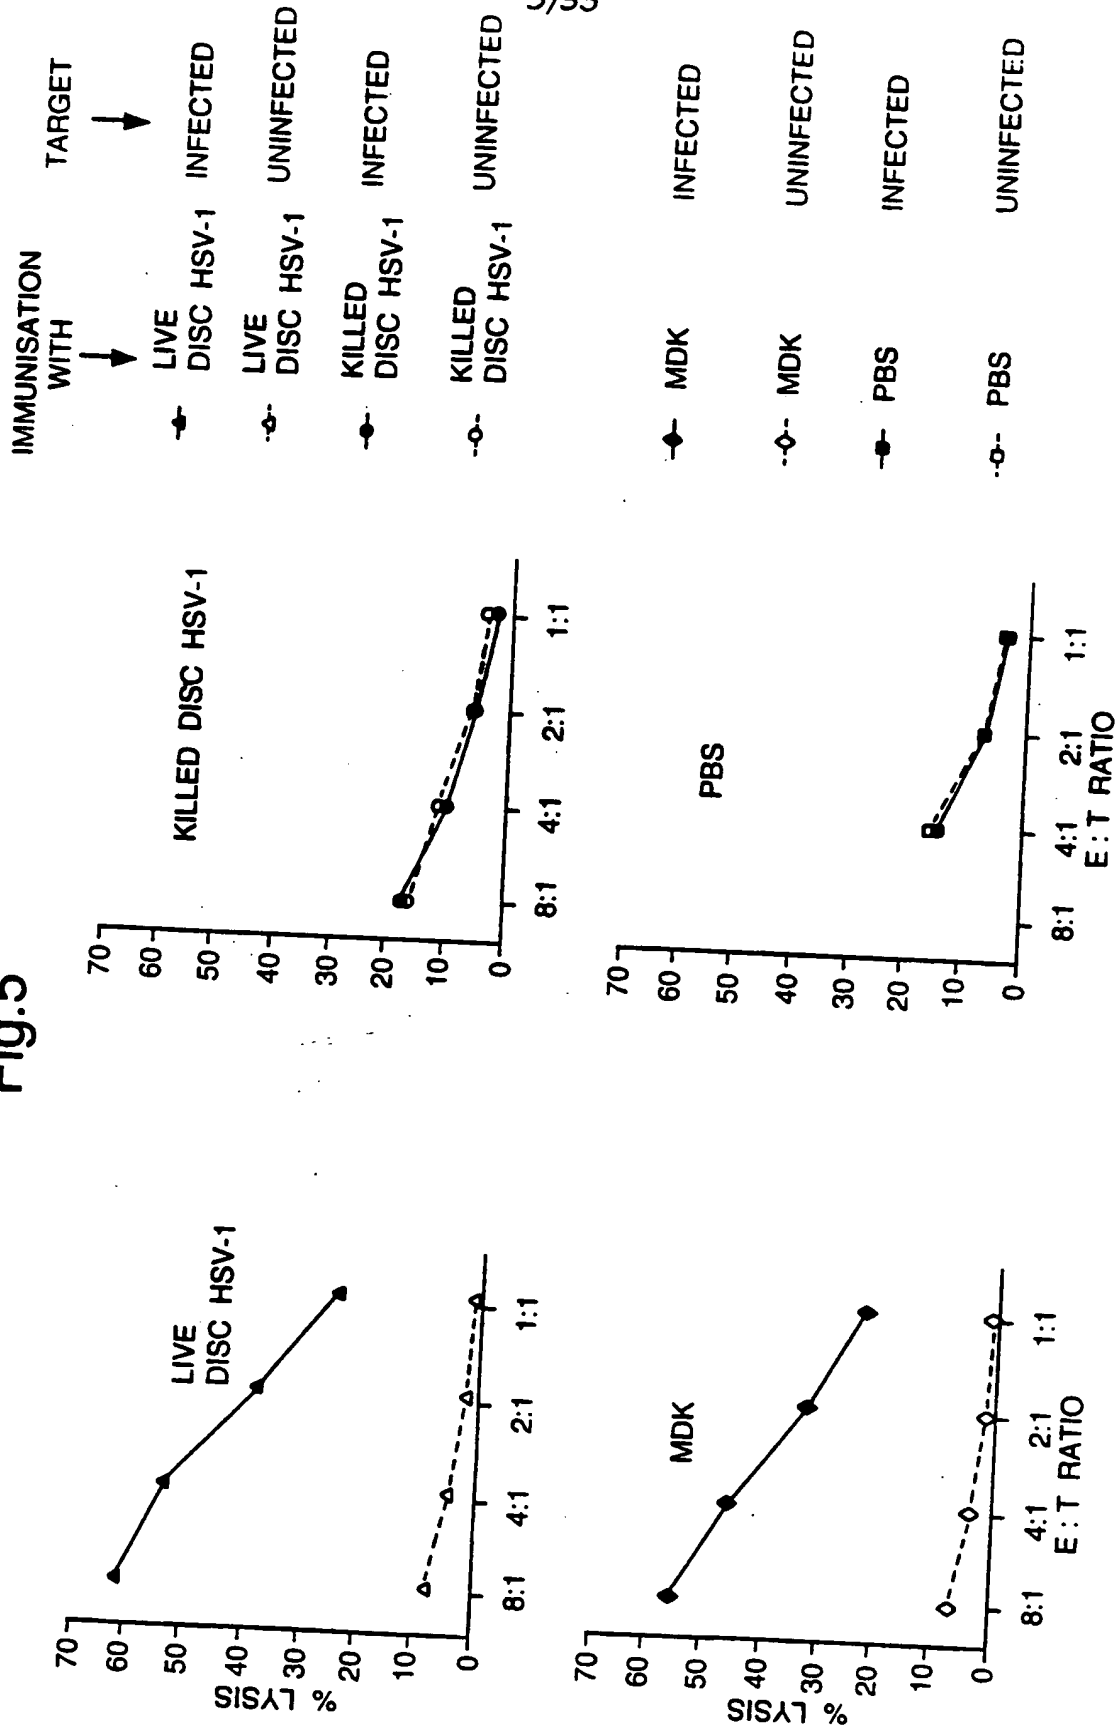 5/33
Fig.5
LIVE
DISC HSV-1
% LYSIS
70
60
50
40
30
20
10
0
8:1
4:1
2:1
1:1
KILLED DISC HSV-1
70
60
50
40
30
20
10
0
8:1
4:1
2:1
1:1
MDK
% LYSIS
70
60
50
40
30
20
10
0
8:1
4:1
2:1
1:1
E:T RATIO
PBS
70
60
50
40
30
20
10
0
8:1
4:1
2:1
1:1
E:T RATIO
IMMUNISATION
WITH
TARGET
LIVE
DISC HSV-1 INFECTED
LIVE
DISC HSV-1 UNINFECTED
KILLED
DISC HSV-1 INFECTED
KILLED
DISC HSV-1 UNINFECTED
MDK INFECTED
MDK UNINFECTED
PBS INFECTED
PBS UNINFECTED